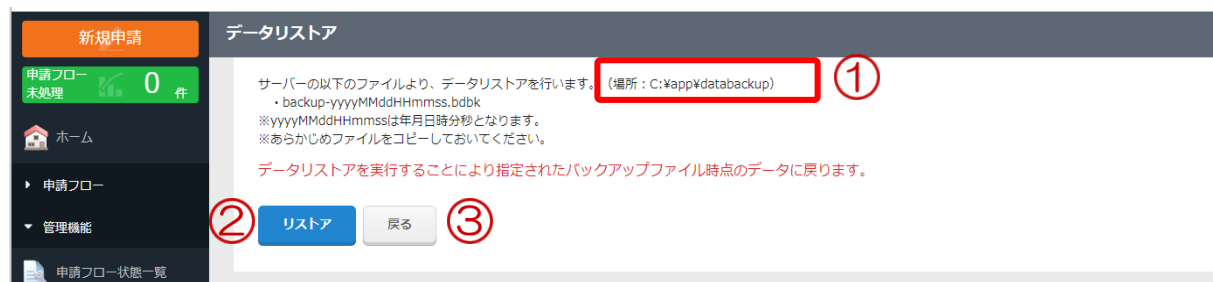 新規申請
申請フロー
未処理
0 件
ホーム
申請フロー
管理機能
申請フロー状態一覧
データリストア
サーバーの以下のファイルより、データリストアを行います。（場所：C:¥app¥databackup）
①
・backup-yyyyMMddHHmmss.bdbk
※yyyyMMddHHmmssは年月日時分秒となります。
※あらかじめファイルをコピーしておいてください。
データリストアを実行することにより指定されたバックアップファイル時点のデータに戻ります。
② リストア 戻る ③